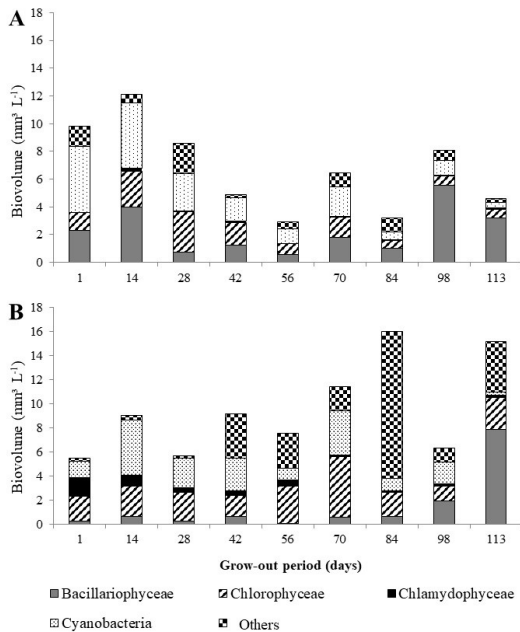 A
18
16
14
12
10
8
6
4
2
0
Biovolume (mm³ L⁻¹)
1 14 28 42 56 70 84 98 113
B
18
16
14
12
10
8
6
4
2
0
Biovolume (mm³ L⁻¹)
1 14 28 42 56 70 84 98 113
Grow-out period (days)
Bacillariophyceae Chlorophyceae Chlamydophyceae
Cyanobacteria Others